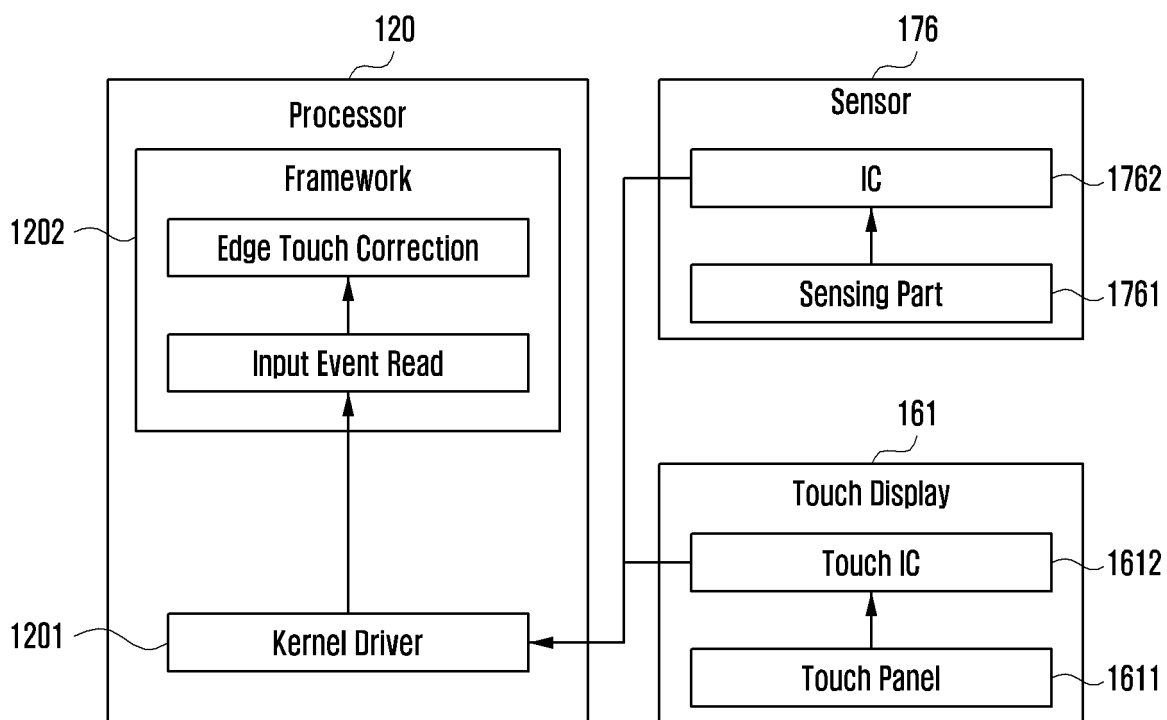 120
Processor
Framework
1202
Edge Touch Correction
Input Event Read
1201
Kernel Driver
176
Sensor
IC
1762
Sensing Part
1761
161
Touch Display
Touch IC
1612
Touch Panel
1611